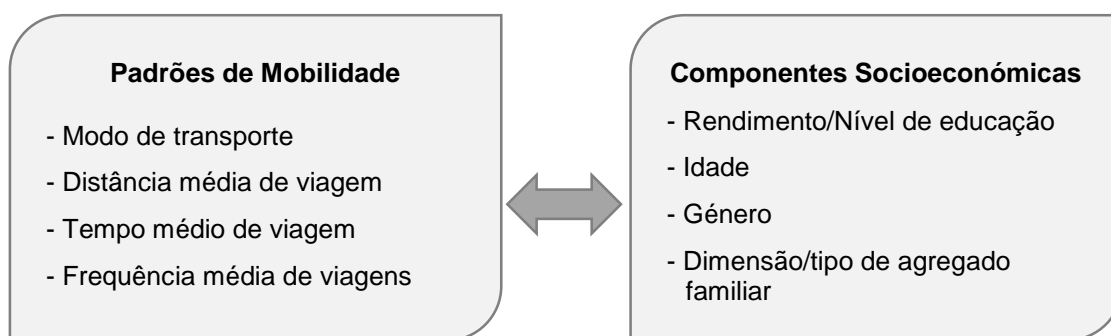 Padrões de Mobilidade
- Modo de transporte
- Distância média de viagem
- Tempo médio de viagem
- Frequência média de viagens
Componentes Socioeconómicas
- Rendimento/Nível de educação
- Idade
- Género
- Dimensão/tipo de agregado
familiar